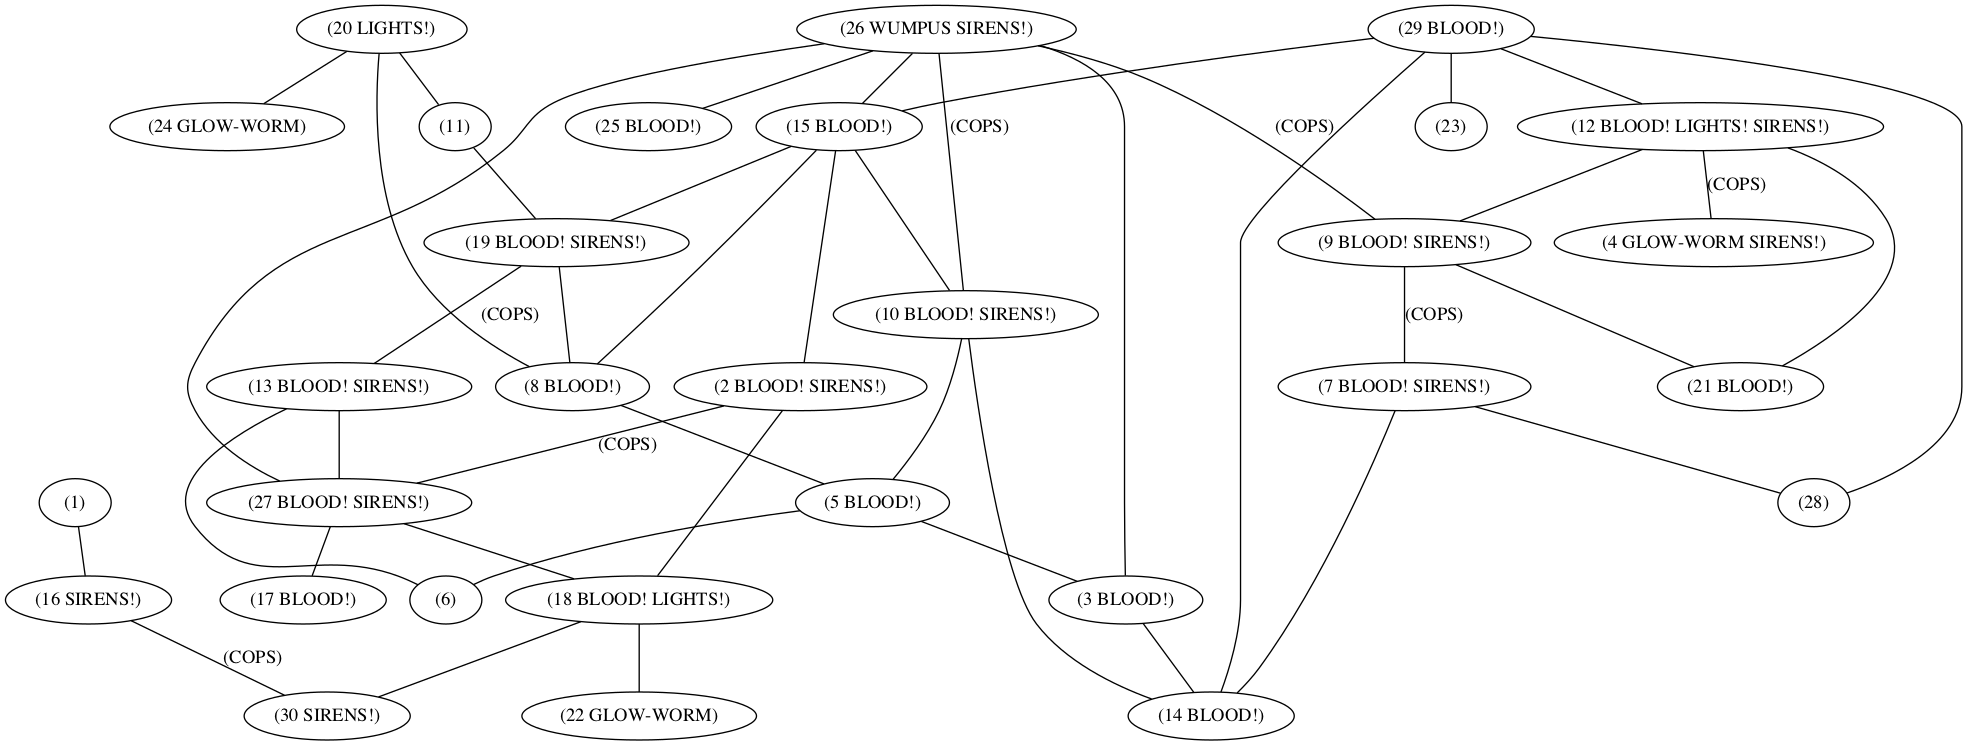 (20 LIGHTS!)
(26 WUMPUS SIRENS!)
(29 BLOOD!)
(24 GLOW-WORM)
(11)
(25 BLOOD!)
(15 BLOOD!)
(COPS)
(COPS)
(23)
(12 BLOOD! LIGHTS! SIRENS!)
(COPS)
(19 BLOOD! SIRENS!)
(9 BLOOD! SIRENS!)
(4 GLOW-WORM SIRENS!)
(COPS)
(10 BLOOD! SIRENS!)
(COPS)
(13 BLOOD! SIRENS!)
(8 BLOOD!)
(2 BLOOD! SIRENS!)
(7 BLOOD! SIRENS!)
(21 BLOOD!)
(COPS)
(1)
(27 BLOOD! SIRENS!)
(5 BLOOD!)
(28)
(16 SIRENS!)
(17 BLOOD!)
(6)
(18 BLOOD! LIGHTS!)
(3 BLOOD!)
(COPS)
(30 SIRENS!)
(22 GLOW-WORM)
(14 BLOOD!)